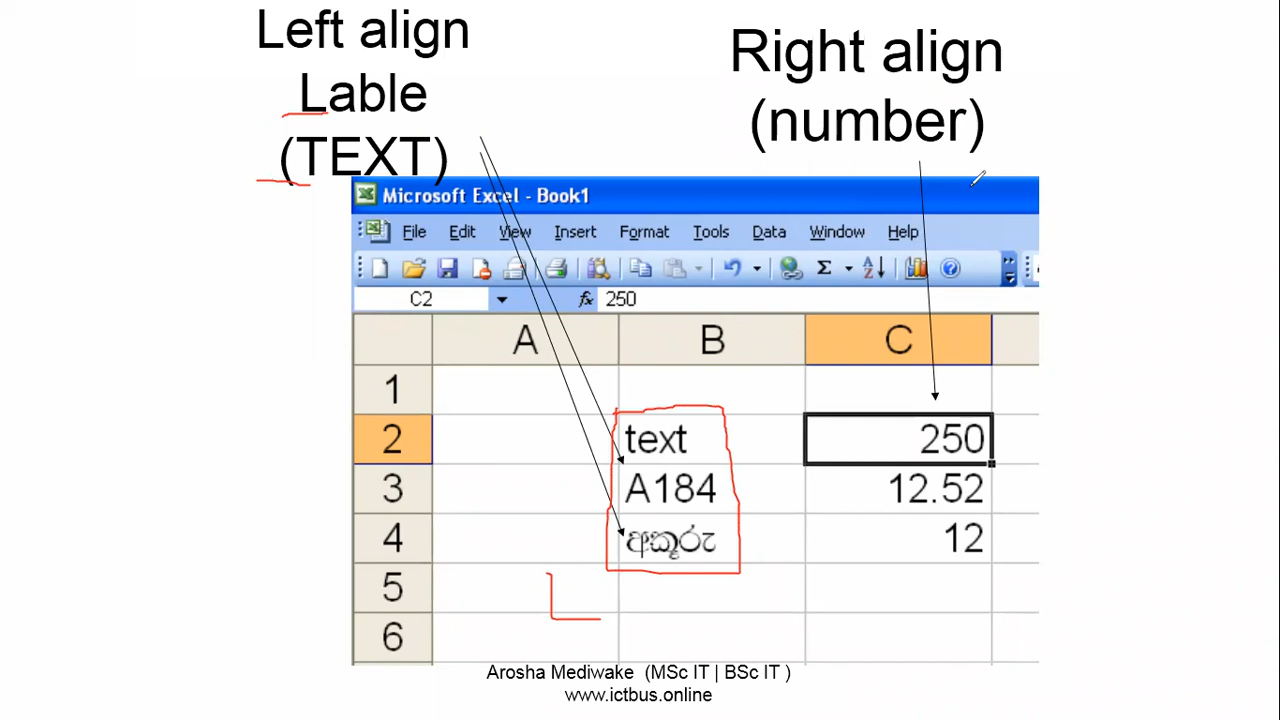 Left align
Lable
(TEXT)
Right align
(number)
Microsoft Excel - Book1
File Edit View Insert Format Tools Data Window Help
C2 fx 250
A B C
1
2 text 250
3 A184 12.52
4 අකුරු 12
5
6
Arosha Mediwake (MSc IT | BSc IT )
www.ictbus.online